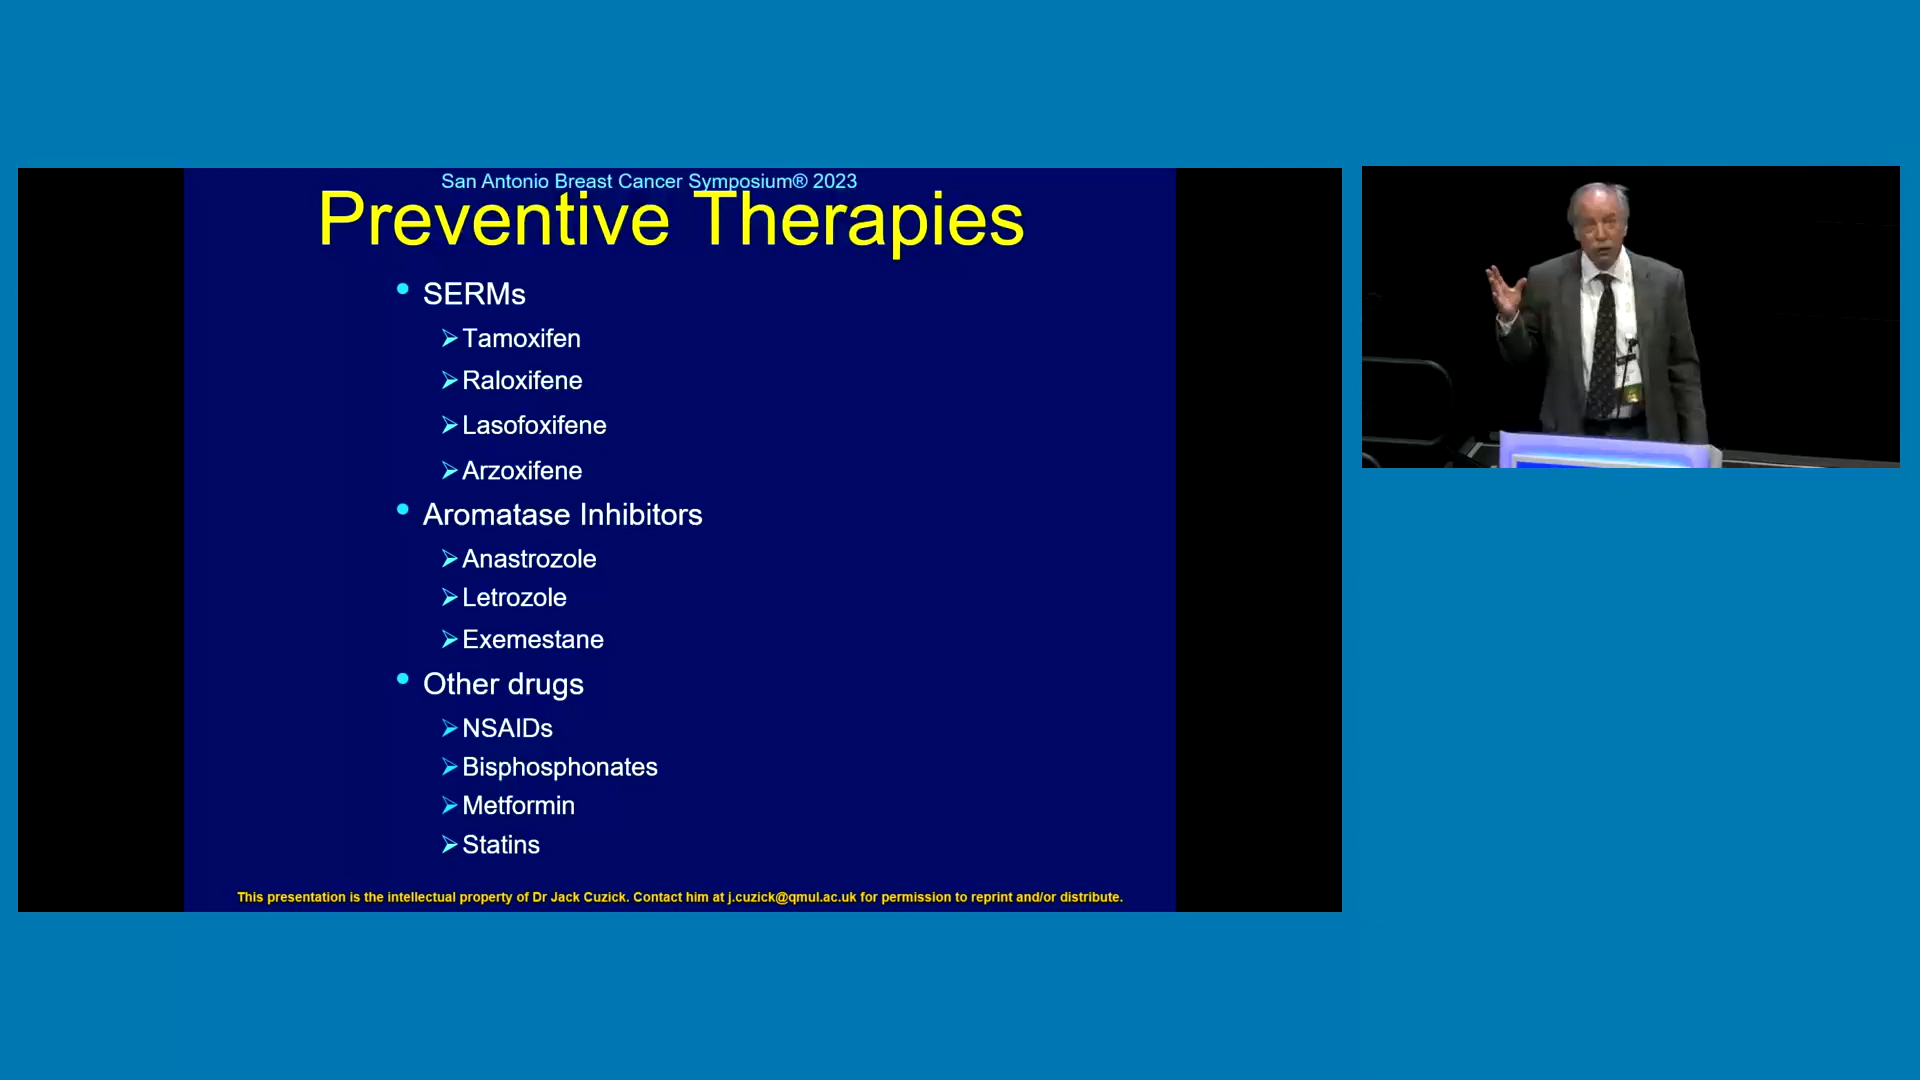 San Antonio Breast Cancer Symposium® 2023
Preventive Therapies
• SERMs
➢ Tamoxifen
➢ Raloxifene
➢ Lasofoxifene
➢ Arzoxifene
• Aromatase Inhibitors
➢ Anastrozole
➢ Letrozole
➢ Exemestane
• Other drugs
➢ NSAIDs
➢ Bisphosphonates
➢ Metformin
➢ Statins
This presentation is the intellectual property of Dr Jack Cuzick. Contact him at j.cuzick@qmul.ac.uk for permission to reprint and/or distribute.